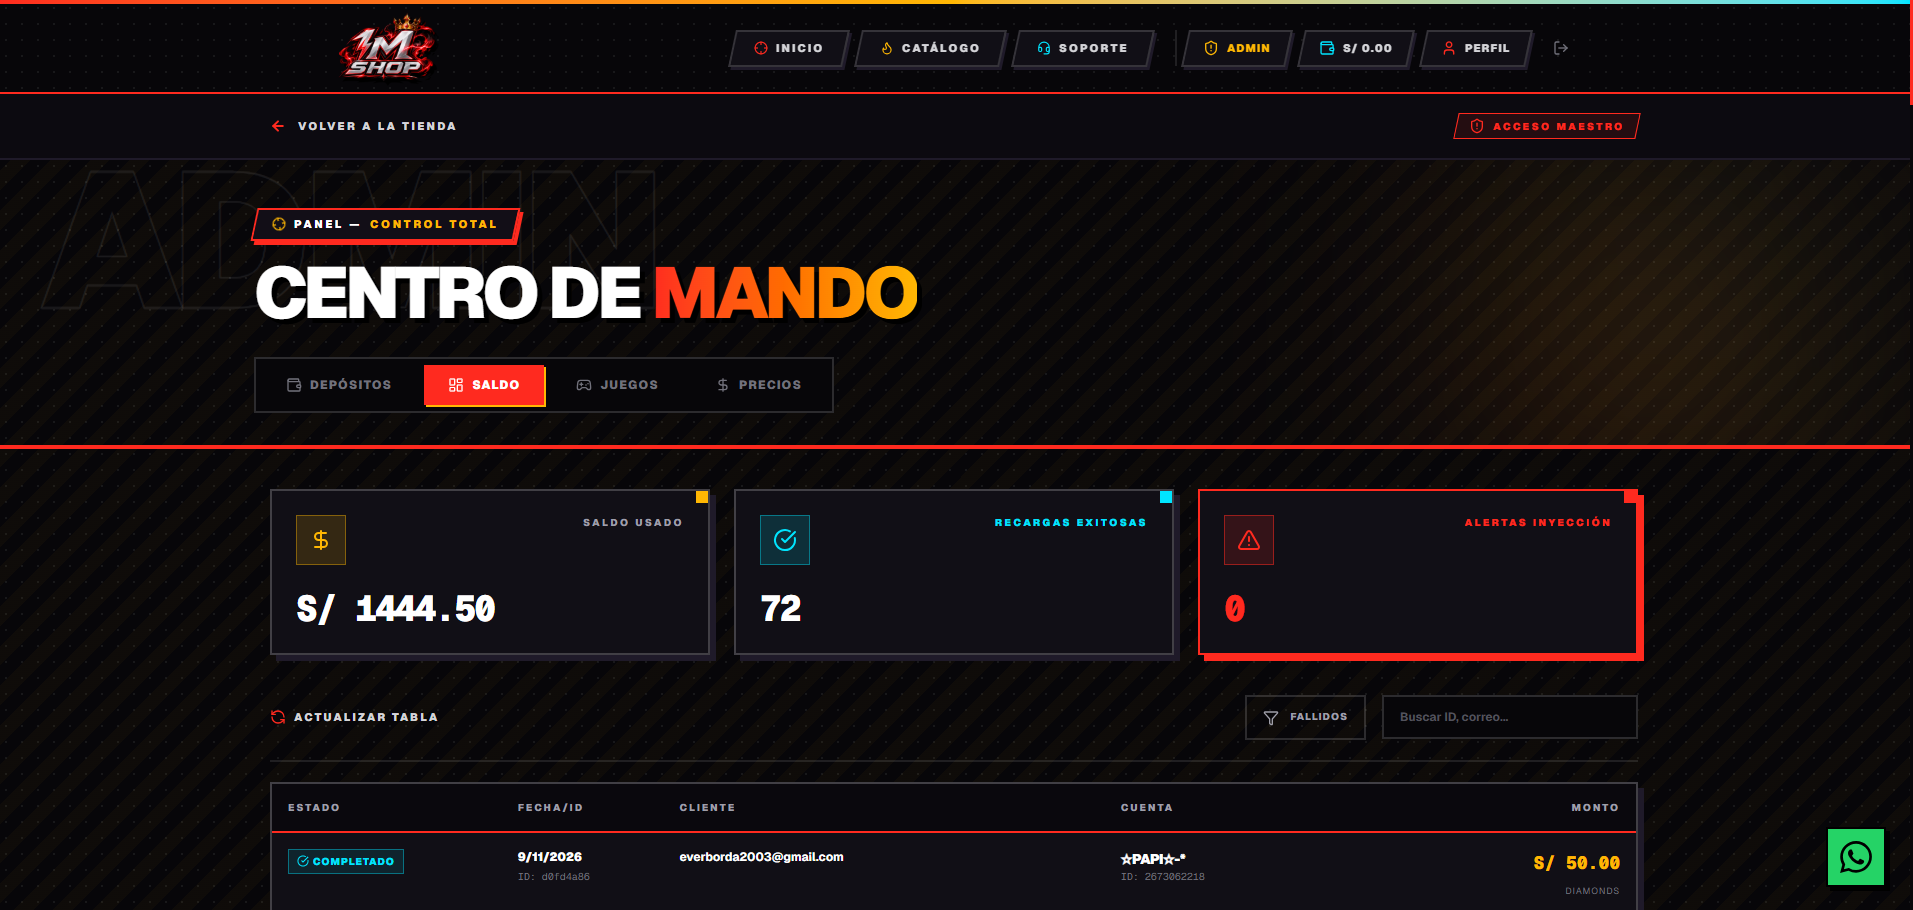 1M
SHOP
INICIO
CATÁLOGO
SOPORTE
ADMIN
S/ 0.00
PERFIL
VOLVER A LA TIENDA
ACCESO MAESTRO
ADMIN
PANEL — CONTROL TOTAL
CENTRO DE MANDO
DEPÓSITOS
SALDO
JUEGOS
PRECIOS
SALDO USADO
S/ 1444.50
RECARGAS EXITOSAS
72
ALERTAS INYECCIÓN
0
ACTUALIZAR TABLA
FALLIDOS
Buscar ID, correo...
ESTADO
FECHA/ID
CLIENTE
CUENTA
MONTO
COMPLETADO
9/11/2026
ID: d0fd4a86
everborda2003@gmail.com
☆PAPI☆-*
ID: 2673062218
S/ 50.00
DIAMONDS